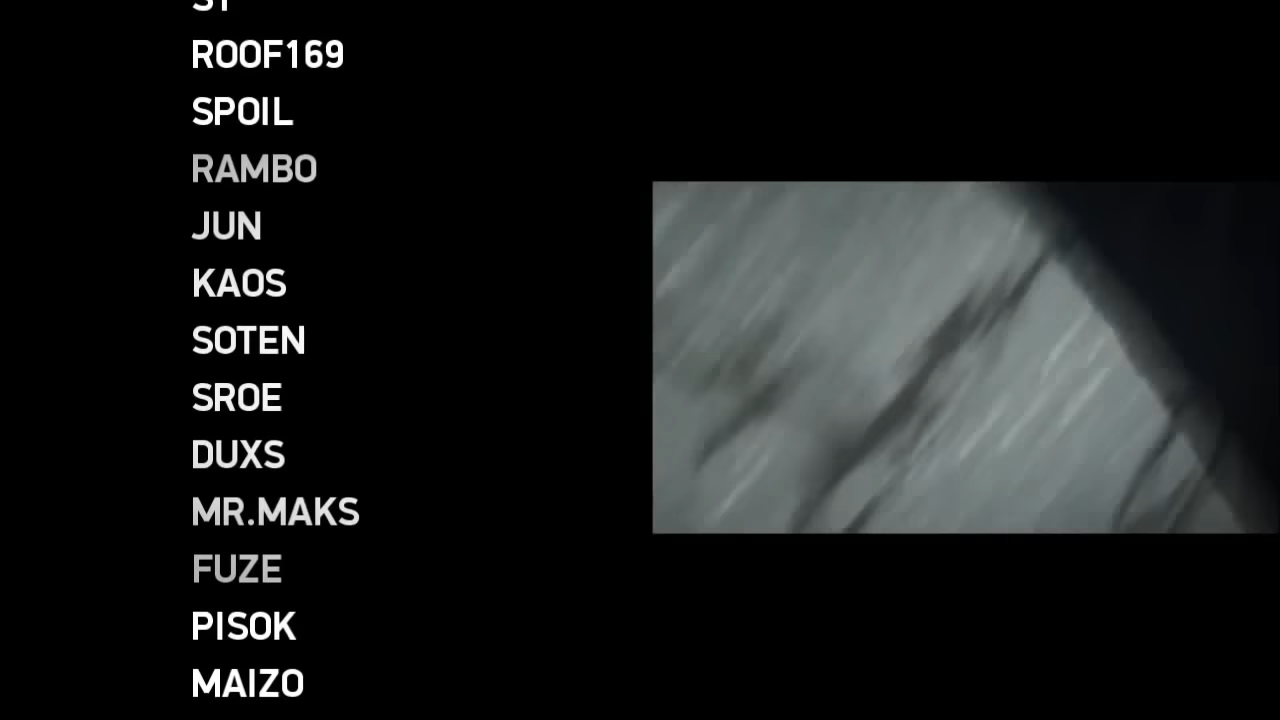 ROOF169
SPOIL
RAMBO
JUN
KAOS
SOTEN
SROE
DUXS
MR.MAKS
FUZE
PISOK
MAIZO